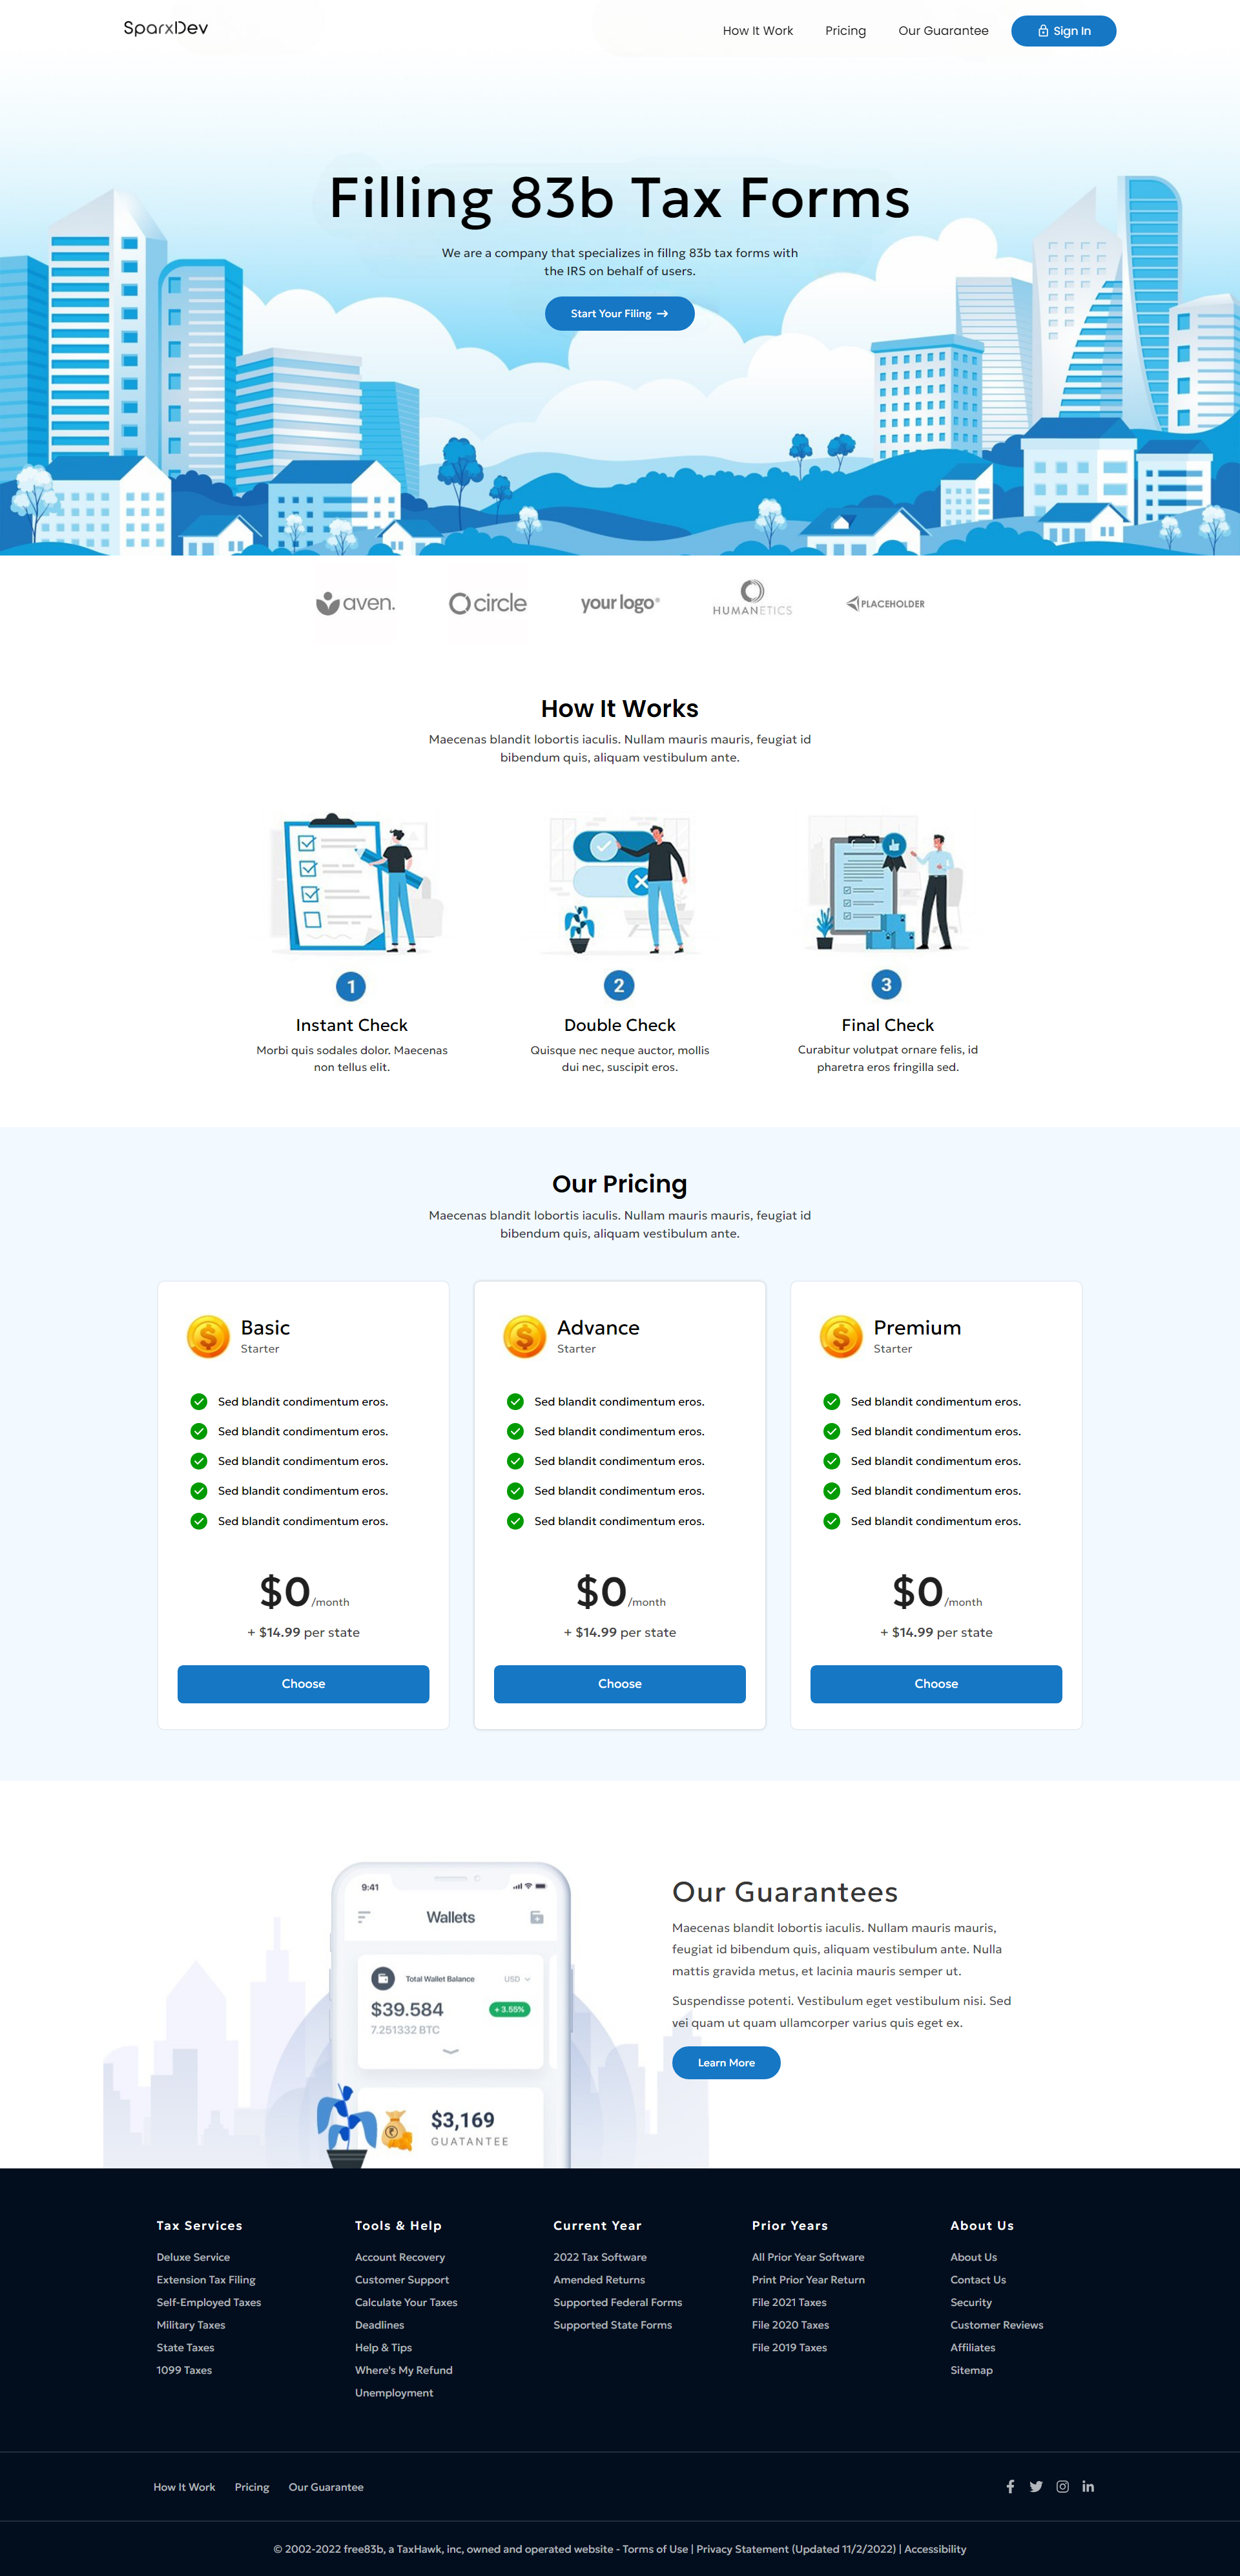 SparxDev
How It Work
Pricing
Our Guarantee
Sign In
Filling 83b Tax Forms
We are a company that specializes in fillng 83b tax forms with
the IRS on behalf of users.
Start Your Filing →
aven.
circle
your logo®
HUMANETICS
PLACEHOLDER
How It Works
Maecenas blandit lobortis iaculis. Nullam mauris mauris, feugiat id
bibendum quis, aliquam vestibulum ante.
1
Instant Check
Morbi quis sodales dolor. Maecenas
non tellus elit.
2
Double Check
Quisque nec neque auctor, mollis
dui nec, suscipit eros.
3
Final Check
Curabitur volutpat ornare felis, id
pharetra eros fringilla sed.
Our Pricing
Maecenas blandit lobortis iaculis. Nullam mauris mauris, feugiat id
bibendum quis, aliquam vestibulum ante.
$
Basic
Starter
Sed blandit condimentum eros.
Sed blandit condimentum eros.
Sed blandit condimentum eros.
Sed blandit condimentum eros.
Sed blandit condimentum eros.
$0/month
+ $14.99 per state
Choose
$
Advance
Starter
Sed blandit condimentum eros.
Sed blandit condimentum eros.
Sed blandit condimentum eros.
Sed blandit condimentum eros.
Sed blandit condimentum eros.
$0/month
+ $14.99 per state
Choose
$
Premium
Starter
Sed blandit condimentum eros.
Sed blandit condimentum eros.
Sed blandit condimentum eros.
Sed blandit condimentum eros.
Sed blandit condimentum eros.
$0/month
+ $14.99 per state
Choose
9:41
Wallets
Total Wallet Balance
USD
$39.584
+ 3.55%
7.251332 BTC
₹
$3,169
GUATANTEE
Our Guarantees
Maecenas blandit lobortis iaculis. Nullam mauris mauris,
feugiat id bibendum quis, aliquam vestibulum ante. Nulla
mattis gravida metus, et lacinia mauris semper ut.
Suspendisse potenti. Vestibulum eget vestibulum nisi. Sed
vei quam ut quam ullamcorper varius quis eget ex.
Learn More
Tax Services
Deluxe Service
Extension Tax Filing
Self-Employed Taxes
Military Taxes
State Taxes
1099 Taxes
Tools & Help
Account Recovery
Customer Support
Calculate Your Taxes
Deadlines
Help & Tips
Where's My Refund
Unemployment
Current Year
2022 Tax Software
Amended Returns
Supported Federal Forms
Supported State Forms
Prior Years
All Prior Year Software
Print Prior Year Return
File 2021 Taxes
File 2020 Taxes
File 2019 Taxes
About Us
About Us
Contact Us
Security
Customer Reviews
Affiliates
Sitemap
How It Work
Pricing
Our Guarantee
© 2002-2022 free83b, a TaxHawk, inc, owned and operated website - Terms of Use | Privacy Statement (Updated 11/2/2022) | Accessibility